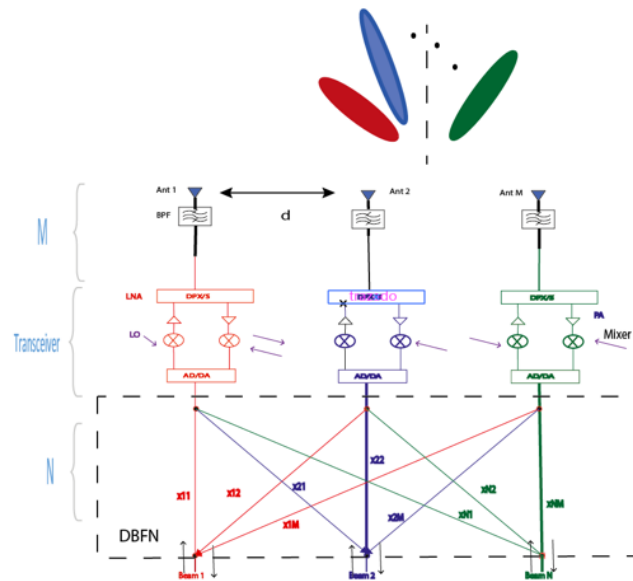 Ant 1
Ant 2
Ant M
BPF
d
M
LNA
DPX/S
DPX/S
PA
LO
Mixer
Transceiver
AD/DA
AD/DA
AD/DA
N
x11
x12
x21
x22
xN2
xNM
x1M
x2M
xN1
DBFN
Beam 1
Beam 2
Beam N